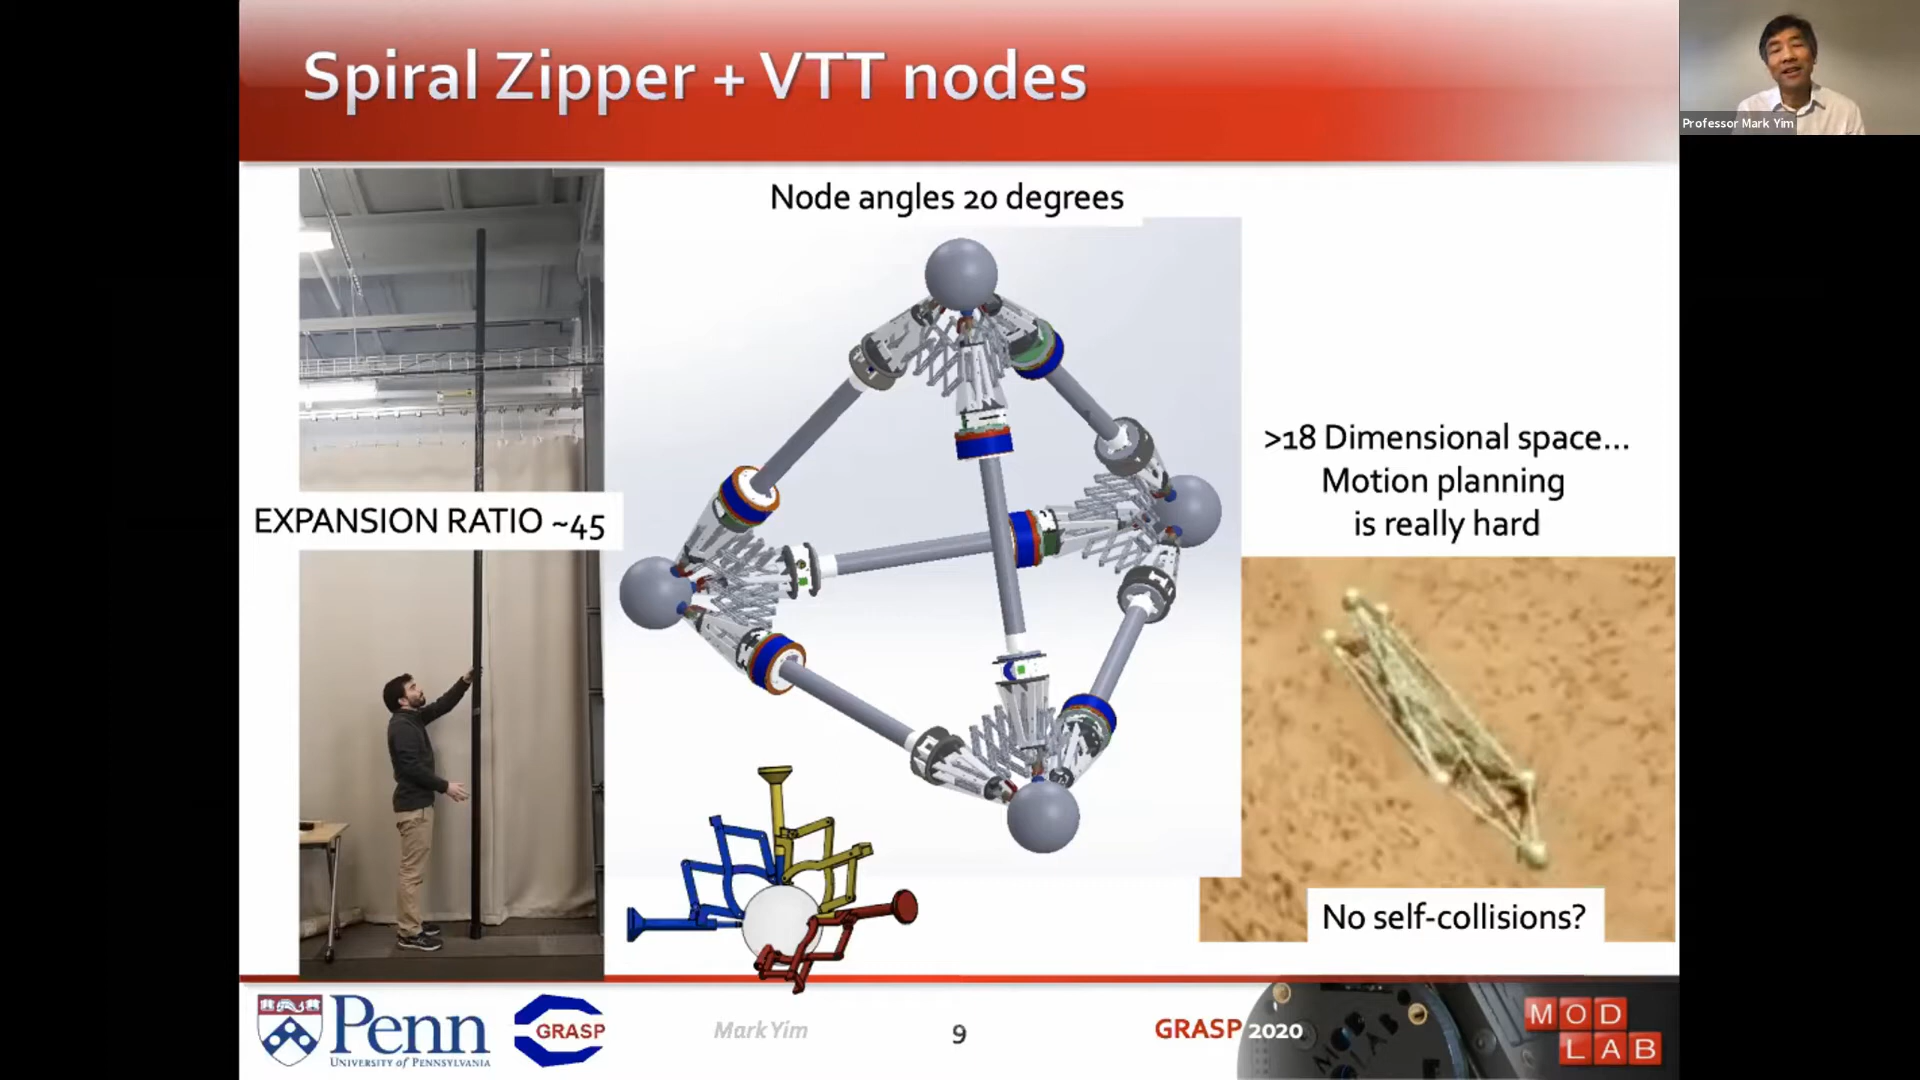 Spiral Zipper + VTT nodes
Professor Mark Yim
Node angles 20 degrees
EXPANSION RATIO ~45
>18 Dimensional space...
Motion planning
is really hard
No self-collisions?
Penn
UNIVERSITY of PENNSYLVANIA
GRASP
Mark Yim
9
GRASP 2020
MOD
LAB